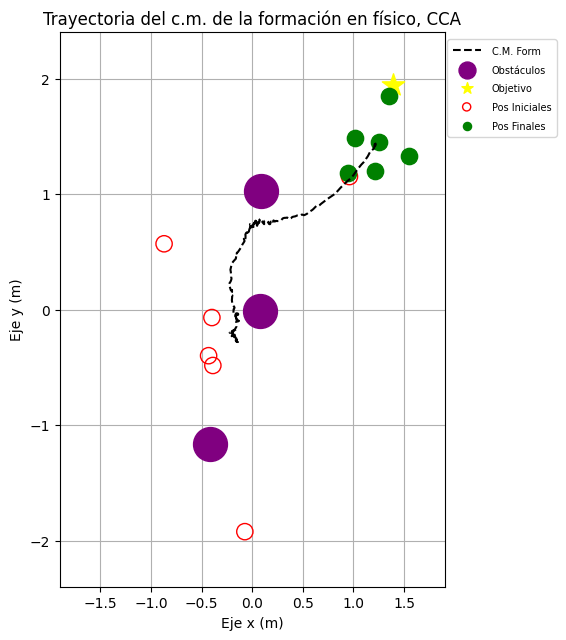 Trayectoria del c.m. de la formación en físico, CCA
C.M. Form
Obstáculos
Objetivo
Pos Iniciales
Pos Finales
Eje y (m)
2
1
0
−1
−2
−1.5
−1.0
−0.5
0.0
0.5
1.0
1.5
Eje x (m)